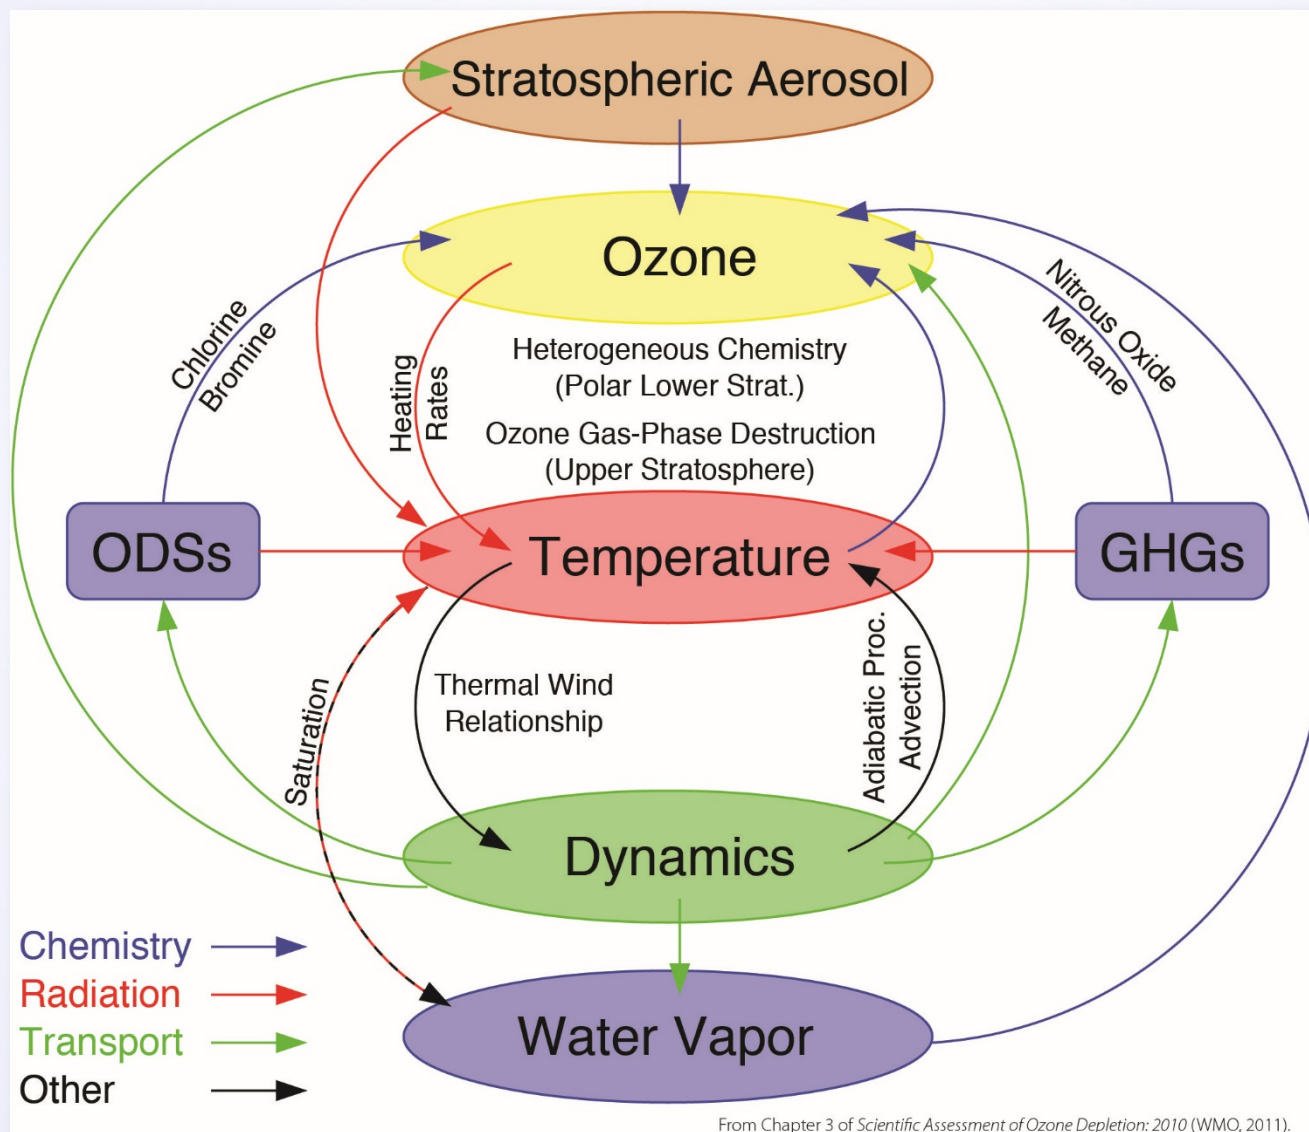 Stratospheric Aerosol
Ozone
Chlorine
Bromine
Heating
Rates
Heterogeneous Chemistry
(Polar Lower Strat.)
Ozone Gas-Phase Destruction
(Upper Stratosphere)
Nitrous Oxide
Methane
ODSs
Temperature
GHGs
Saturation
Thermal Wind
Relationship
Adiabatic Proc.
Advection
Dynamics
Water Vapor
Chemistry
Radiation
Transport
Other
From Chapter 3 of Scientific Assessment of Ozone Depletion: 2010 (WMO, 2011).